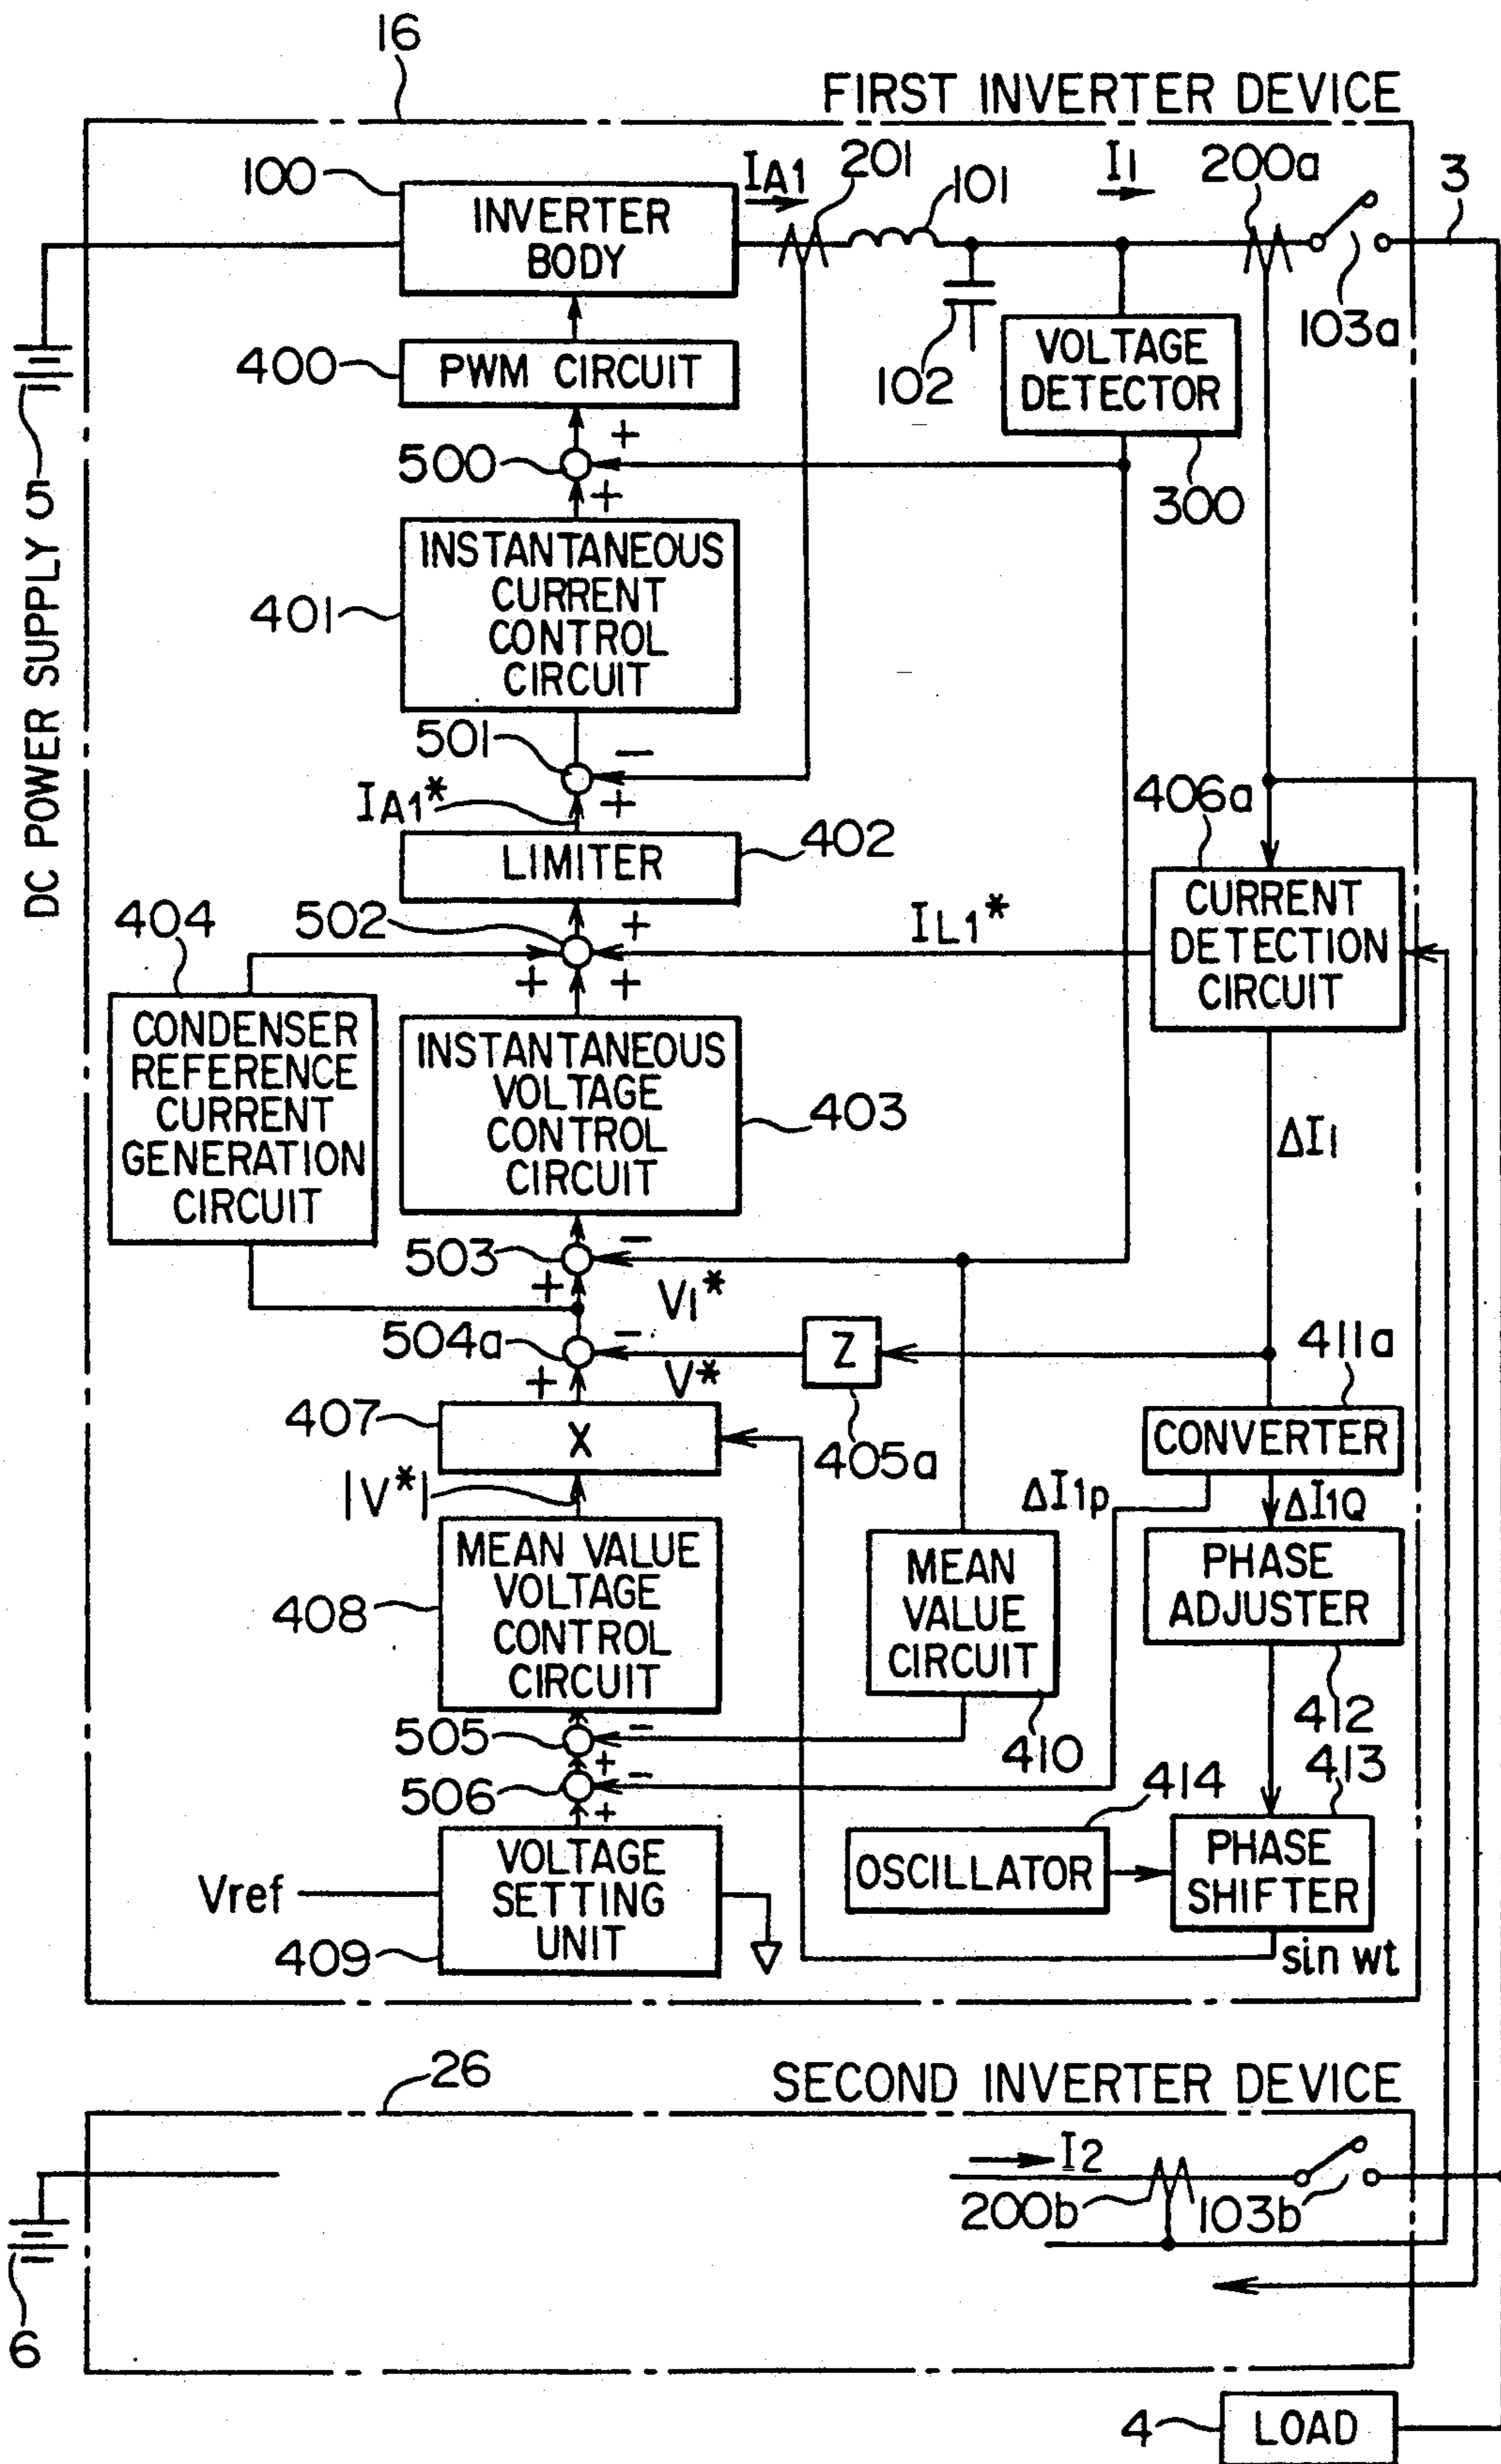 16
FIRST INVERTER DEVICE
100
INVERTER
BODY
IA1
201
101
I1
200a
3
103a
102
VOLTAGE
DETECTOR
300
400
PWM CIRCUIT
+
500
+
DC POWER SUPPLY 5
401
INSTANTANEOUS
CURRENT
CONTROL
CIRCUIT
501
−
IA1*
+
406a
LIMITER
402
404
502
+
IL1*
+
+
CURRENT
DETECTION
CIRCUIT
CONDENSER
REFERENCE
CURRENT
GENERATION
CIRCUIT
INSTANTANEOUS
VOLTAGE
CONTROL
CIRCUIT
403
ΔI1
503
−
+
V1*
504a
−
Z
411a
+
V*
407
X
405a
CONVERTER
|V*|
ΔI1p
ΔI1Q
408
MEAN VALUE
VOLTAGE
CONTROL
CIRCUIT
MEAN
VALUE
CIRCUIT
PHASE
ADJUSTER
412
505
−
+
410
506
−
+
414
413
VOLTAGE
SETTING
UNIT
Vref
409
OSCILLATOR
PHASE
SHIFTER
sin wt
26
SECOND INVERTER DEVICE
I2
200b
103b
6
4
LOAD